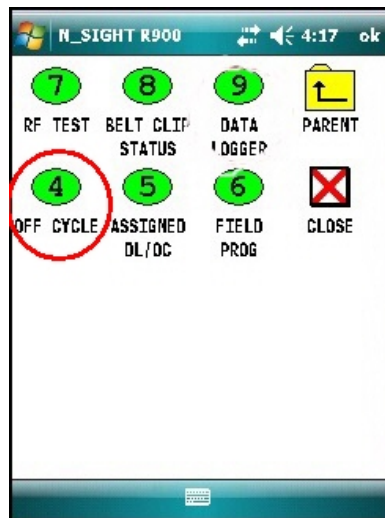 N_SIGHT R900 4:17 ok
7 8 9
RF TEST BELT CLIP DATA PARENT
STATUS LOGGER
4 5 6
OFF CYCLE ASSIGNED FIELD CLOSE
DL/OC PROG